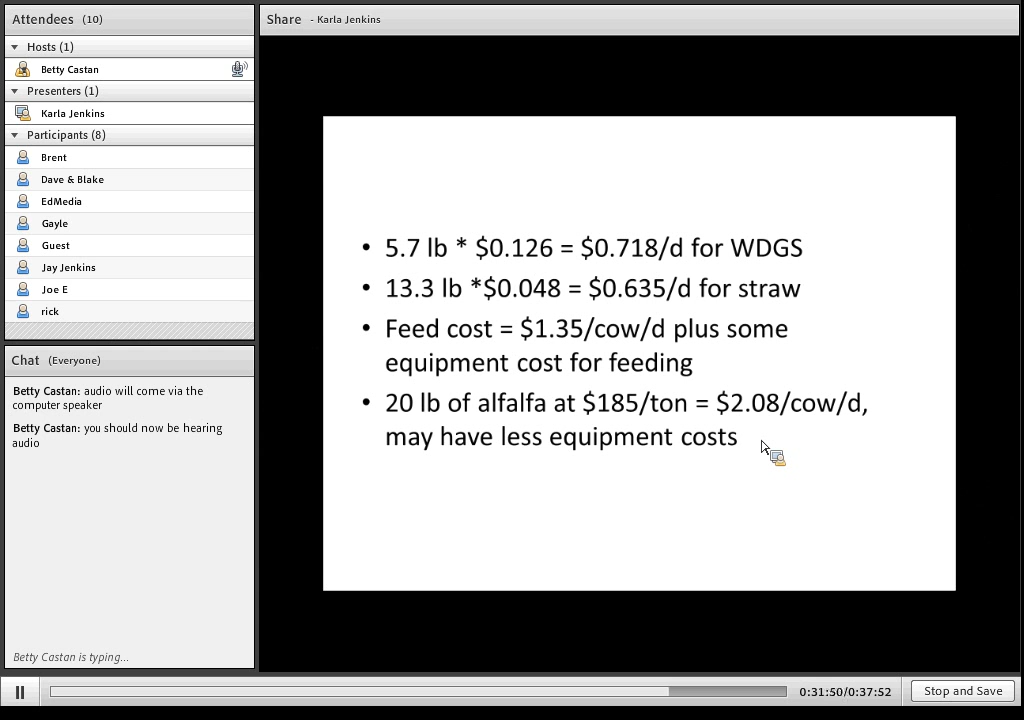 Attendees (10)
Hosts (1)
Betty Castan
Presenters (1)
Karla Jenkins
Participants (8)
Brent
Dave & Blake
EdMedia
Gayle
Guest
Jay Jenkins
Joe E
rick
Chat (Everyone)
Betty Castan: audio will come via the
computer speaker
Betty Castan: you should now be hearing
audio
Betty Castan is typing...
Share - Karla Jenkins
• 5.7 lb * $0.126 = $0.718/d for WDGS
• 13.3 lb *$0.048 = $0.635/d for straw
• Feed cost = $1.35/cow/d plus some
equipment cost for feeding
• 20 lb of alfalfa at $185/ton = $2.08/cow/d,
may have less equipment costs
0:31:50/0:37:52
Stop and Save